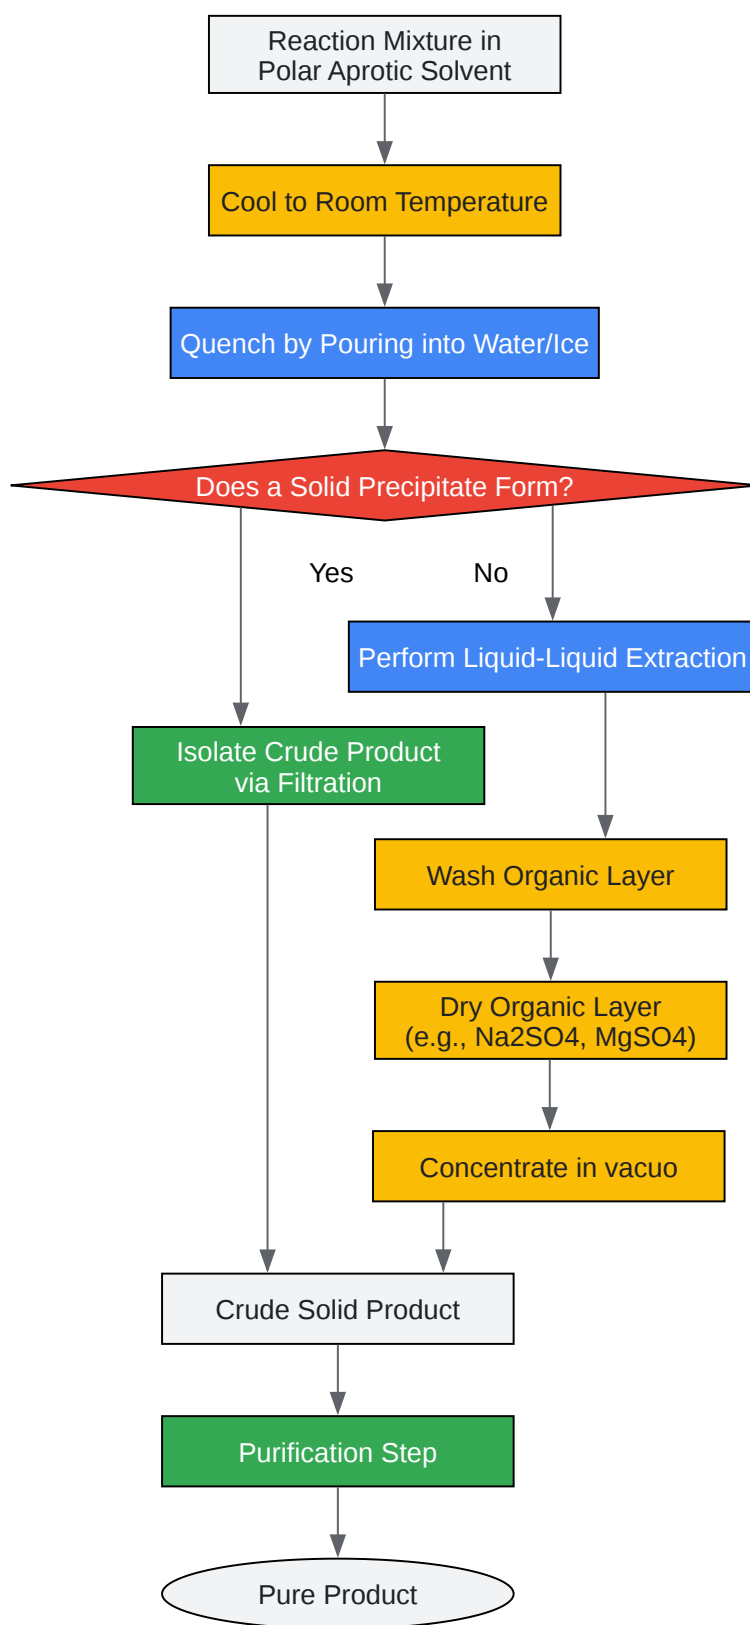 Reaction Mixture in
Polar Aprotic Solvent
Cool to Room Temperature
Quench by Pouring into Water/Ice
Does a Solid Precipitate Form?
Yes
No
Perform Liquid-Liquid Extraction
Isolate Crude Product
via Filtration
Wash Organic Layer
Dry Organic Layer
(e.g., Na2SO4, MgSO4)
Concentrate in vacuo
Crude Solid Product
Purification Step
Pure Product